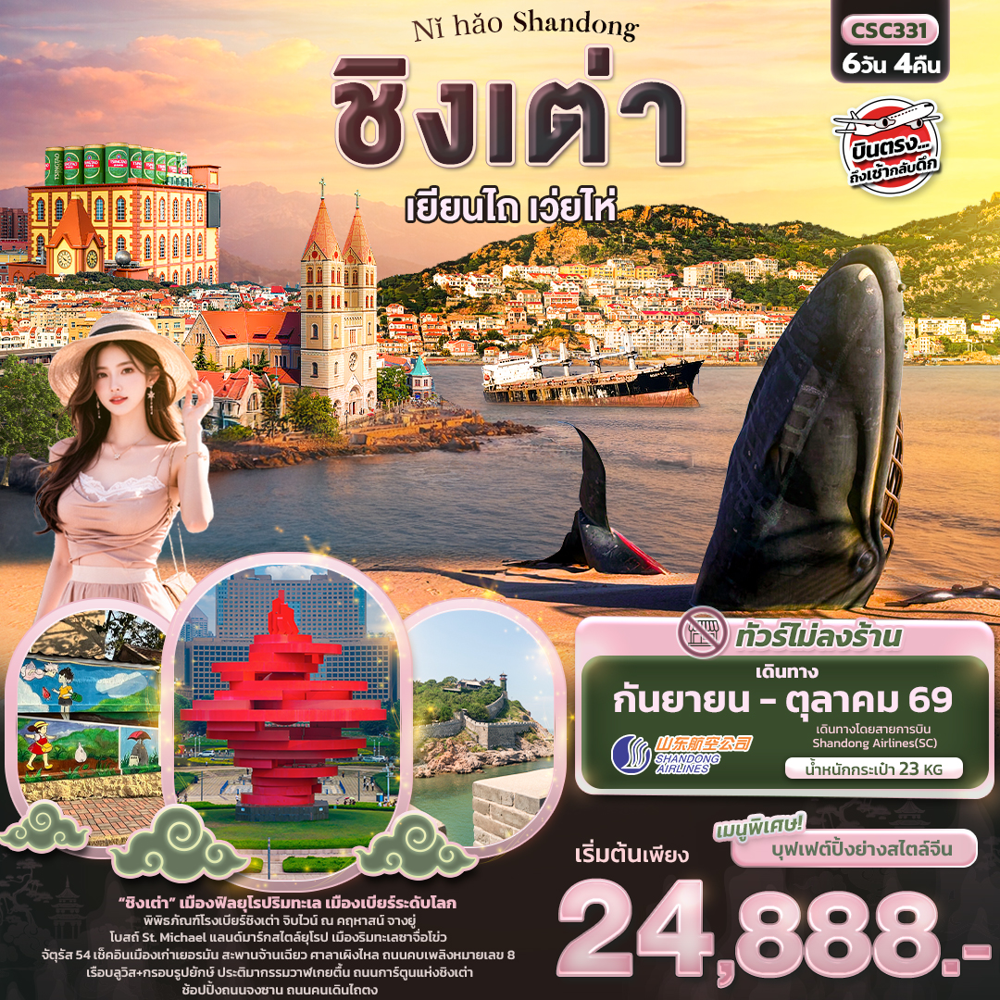 Nǐ hǎo Shandong
ชิงเต่า
เยียนไถ เว่ยไห่
CSC331
6วัน 4คืน
บินตรง...
ถึงเช้ากลับดึก
TSINGTAO
ทัวร์ไม่ลงร้าน
เดินทาง
กันยายน - ตุลาคม 69
เดินทางโดยสายการบิน
Shandong Airlines(SC)
山东航空公司
SHANDONG
AIRLINES
น้ำหนักกระเป๋า 23 KG
เมนูพิเศษ!
บุฟเฟต์ปิ้งย่างสไตล์จีน
เริ่มต้นเพียง
24,888.-
“ชิงเต่า” เมืองฟิลยุโรปริมทะเล เมืองเบียร์ระดับโลก
พิพิธภัณฑ์โรงเบียร์ชิงเต่า จิบไวน์ ณ คฤหาสน์ จางยู่
โบสถ์ St. Michael แลนด์มาร์กสไตล์ยุโรป เมืองริมทะเลซาจื่อโข่ว
จัตุรัส 54 เช็คอินเมืองเก่าเยอรมัน สะพานจ้านเฉียว ศาลาเผิงไหล ถนนคบเพลิงหมายเลข 8
เรือบลูวิส+กรอบรูปยักษ์ ประติมากรรมวาฬเกยตื้น ถนนการ์ตูนแห่งชิงเต่า
ช้อปปิ้งถนนจงซาน ถนนคนเดินไถตง